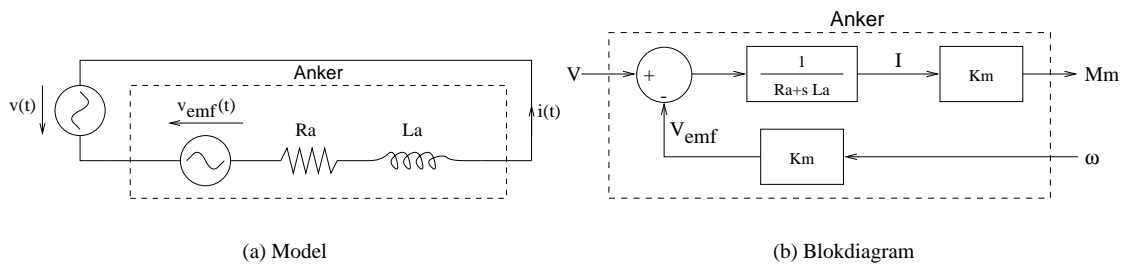 Anker
v(t)
v_emf(t)
Ra
La
i(t)
(a) Model
Anker
V
+
-
1
Ra+s La
I
Km
Mm
V_emf
Km
ω
(b) Blokdiagram